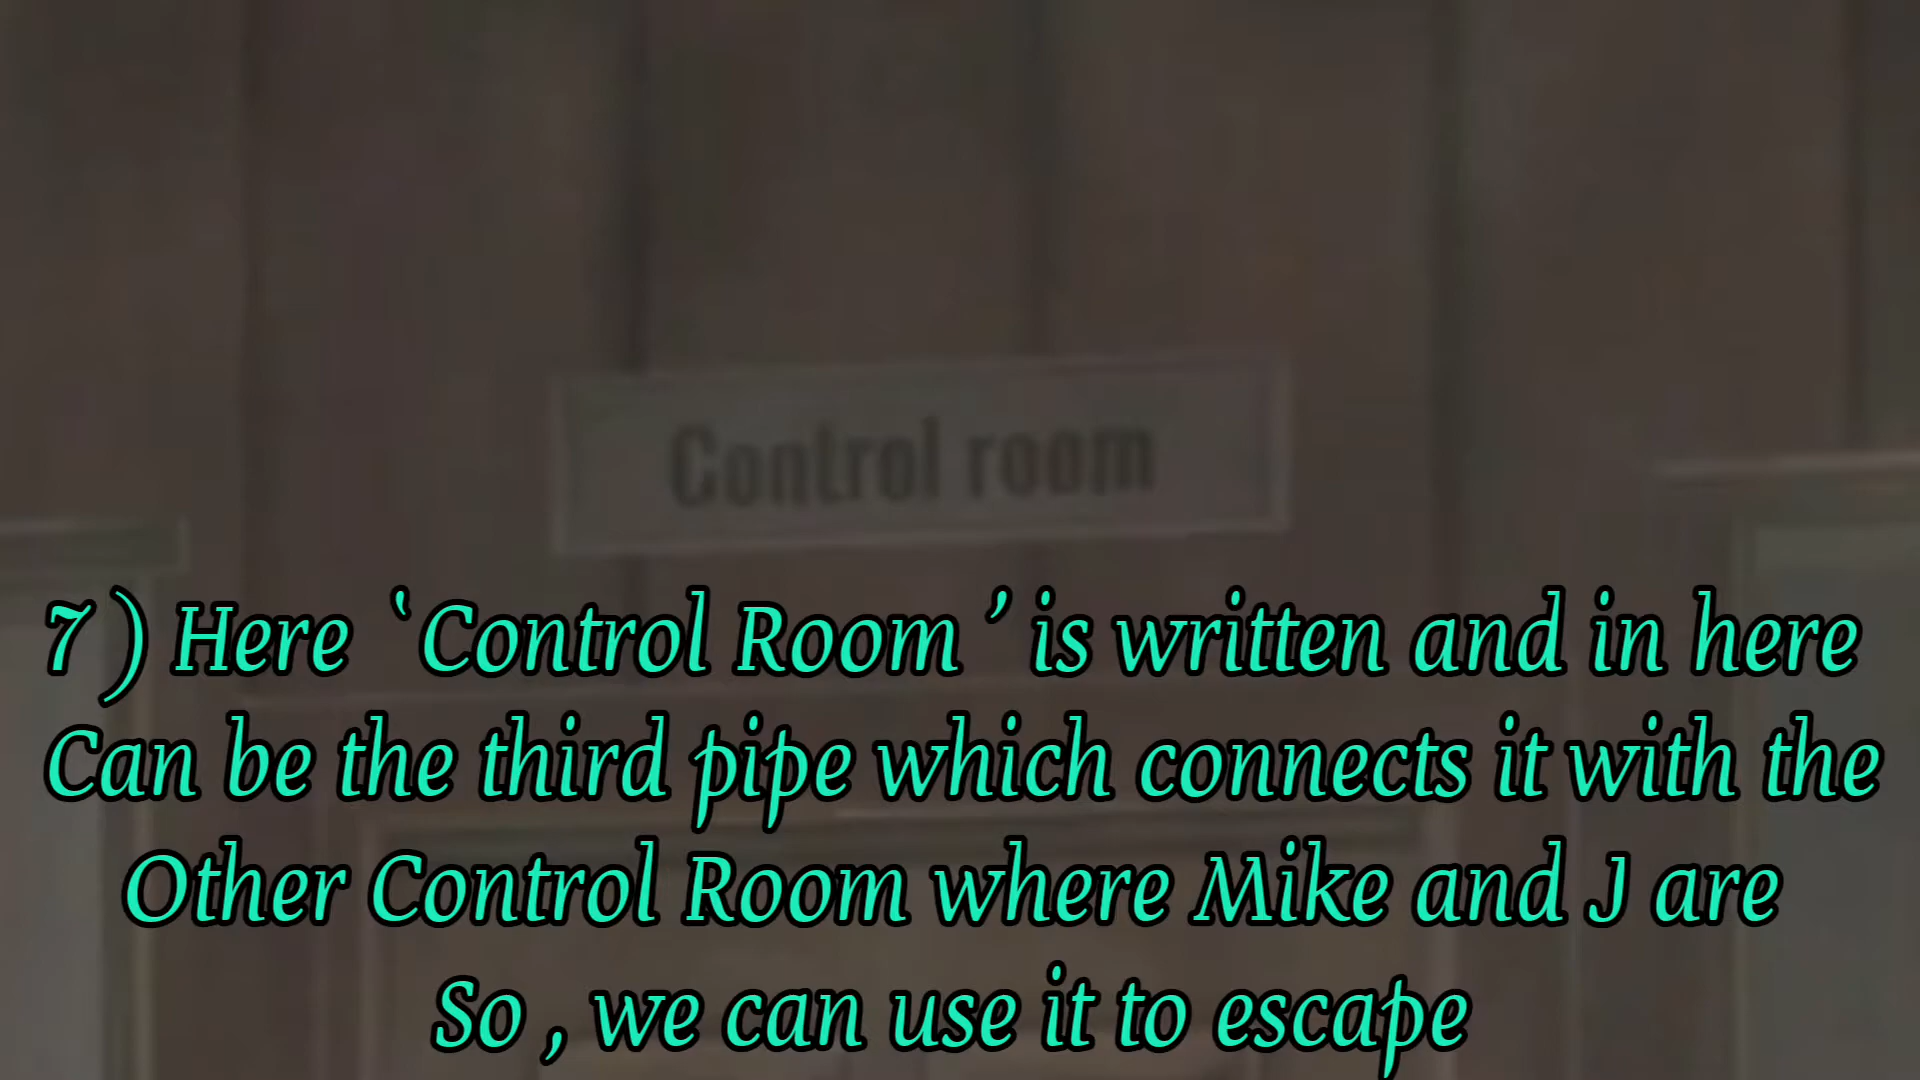 Control room
7 ) Here ‛ Control Room ’ is written and in here
Can be the third pipe which connects it with the
Other Control Room where Mike and J are
So , we can use it to escape